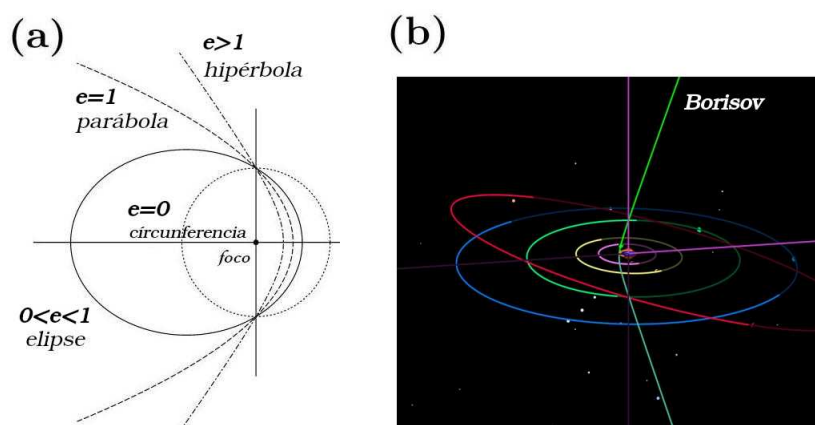 (a)
e>1
hipérbola
e=1
parábola
e=0
circunferencia
foco
0<e<1
elipse
(b)
Borisov